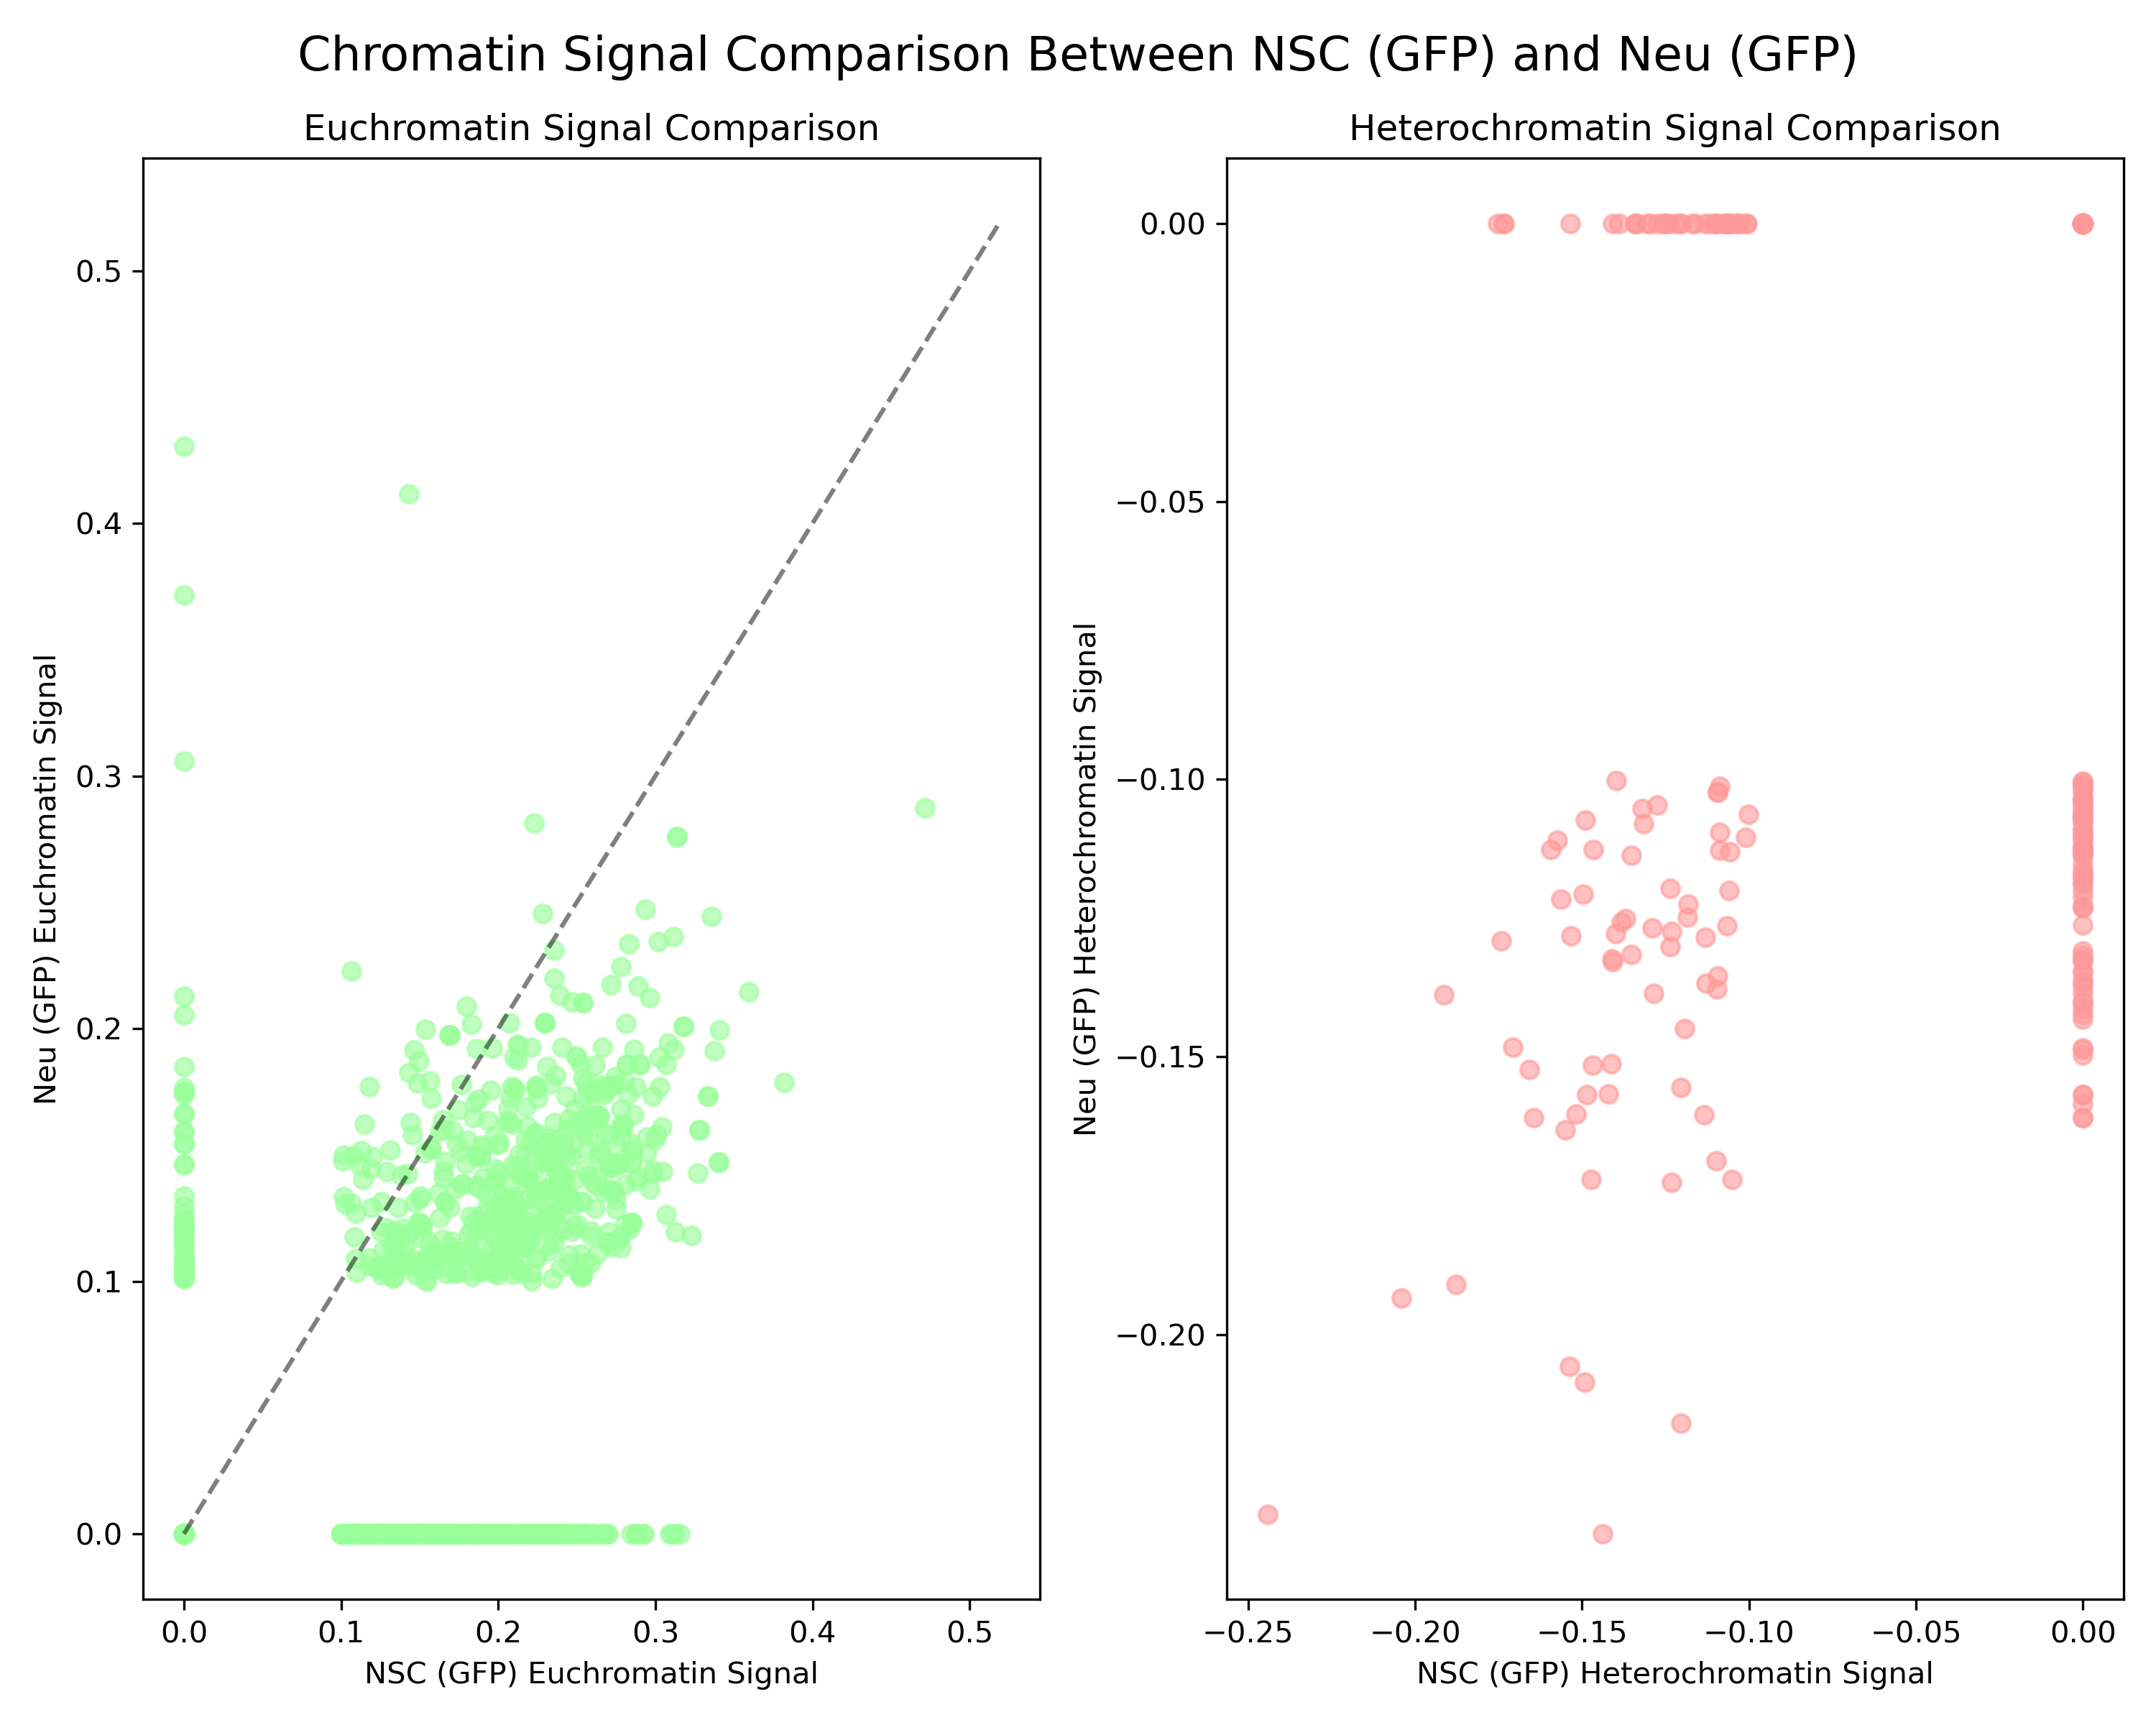 Chromatin Signal Comparison Between NSC (GFP) and Neu (GFP)
Euchromatin Signal Comparison
Neu (GFP) Euchromatin Signal
0.5
0.4
0.3
0.2
0.1
0.0
0.0 0.1 0.2 0.3 0.4 0.5
NSC (GFP) Euchromatin Signal
Heterochromatin Signal Comparison
Neu (GFP) Heterochromatin Signal
0.00
−0.05
−0.10
−0.15
−0.20
−0.25 −0.20 −0.15 −0.10 −0.05 0.00
NSC (GFP) Heterochromatin Signal